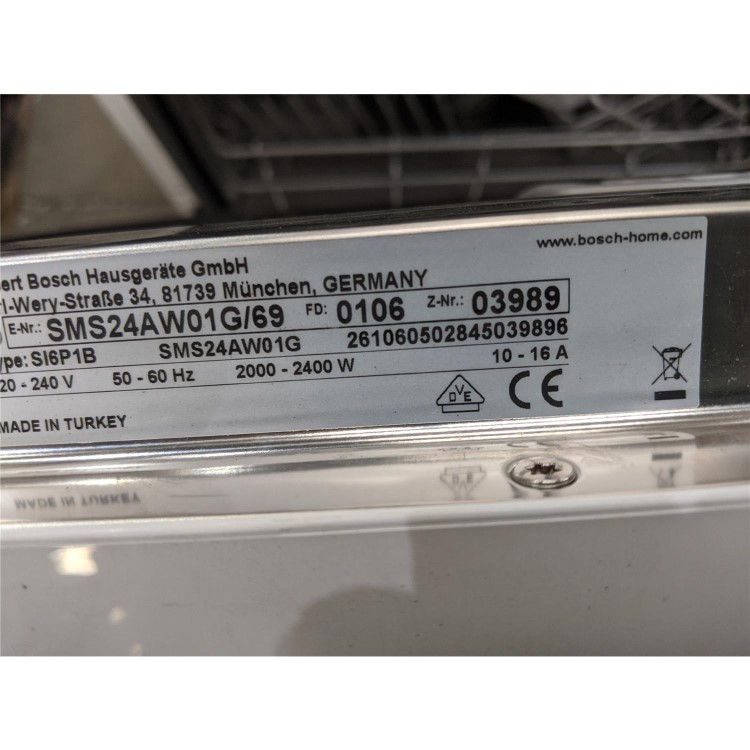 www.bosch-home.com
ert Bosch Hausgeräte GmbH
rl-Wery-Straße 34, 81739 München, GERMANY
E-Nr.: SMS24AW01G/69 FD: 0106 Z-Nr.: 03989
ype: SI6P1B SMS24AW01G 261060502845039896
20 - 240 V 50 - 60 Hz 2000 - 2400 W 10 - 16 A
DVE CE
MADE IN TURKEY